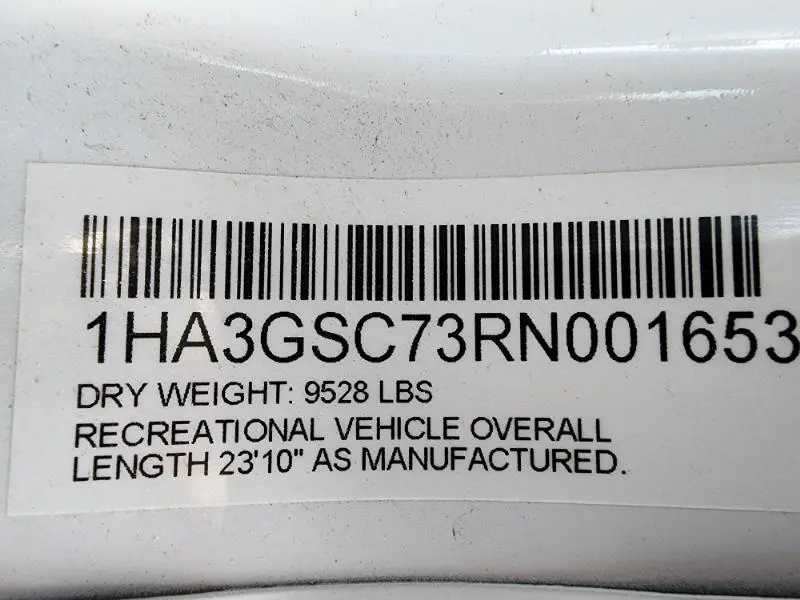 1HA3GSC73RN001653
DRY WEIGHT: 9528 LBS
RECREATIONAL VEHICLE OVERALL
LENGTH 23'10" AS MANUFACTURED.